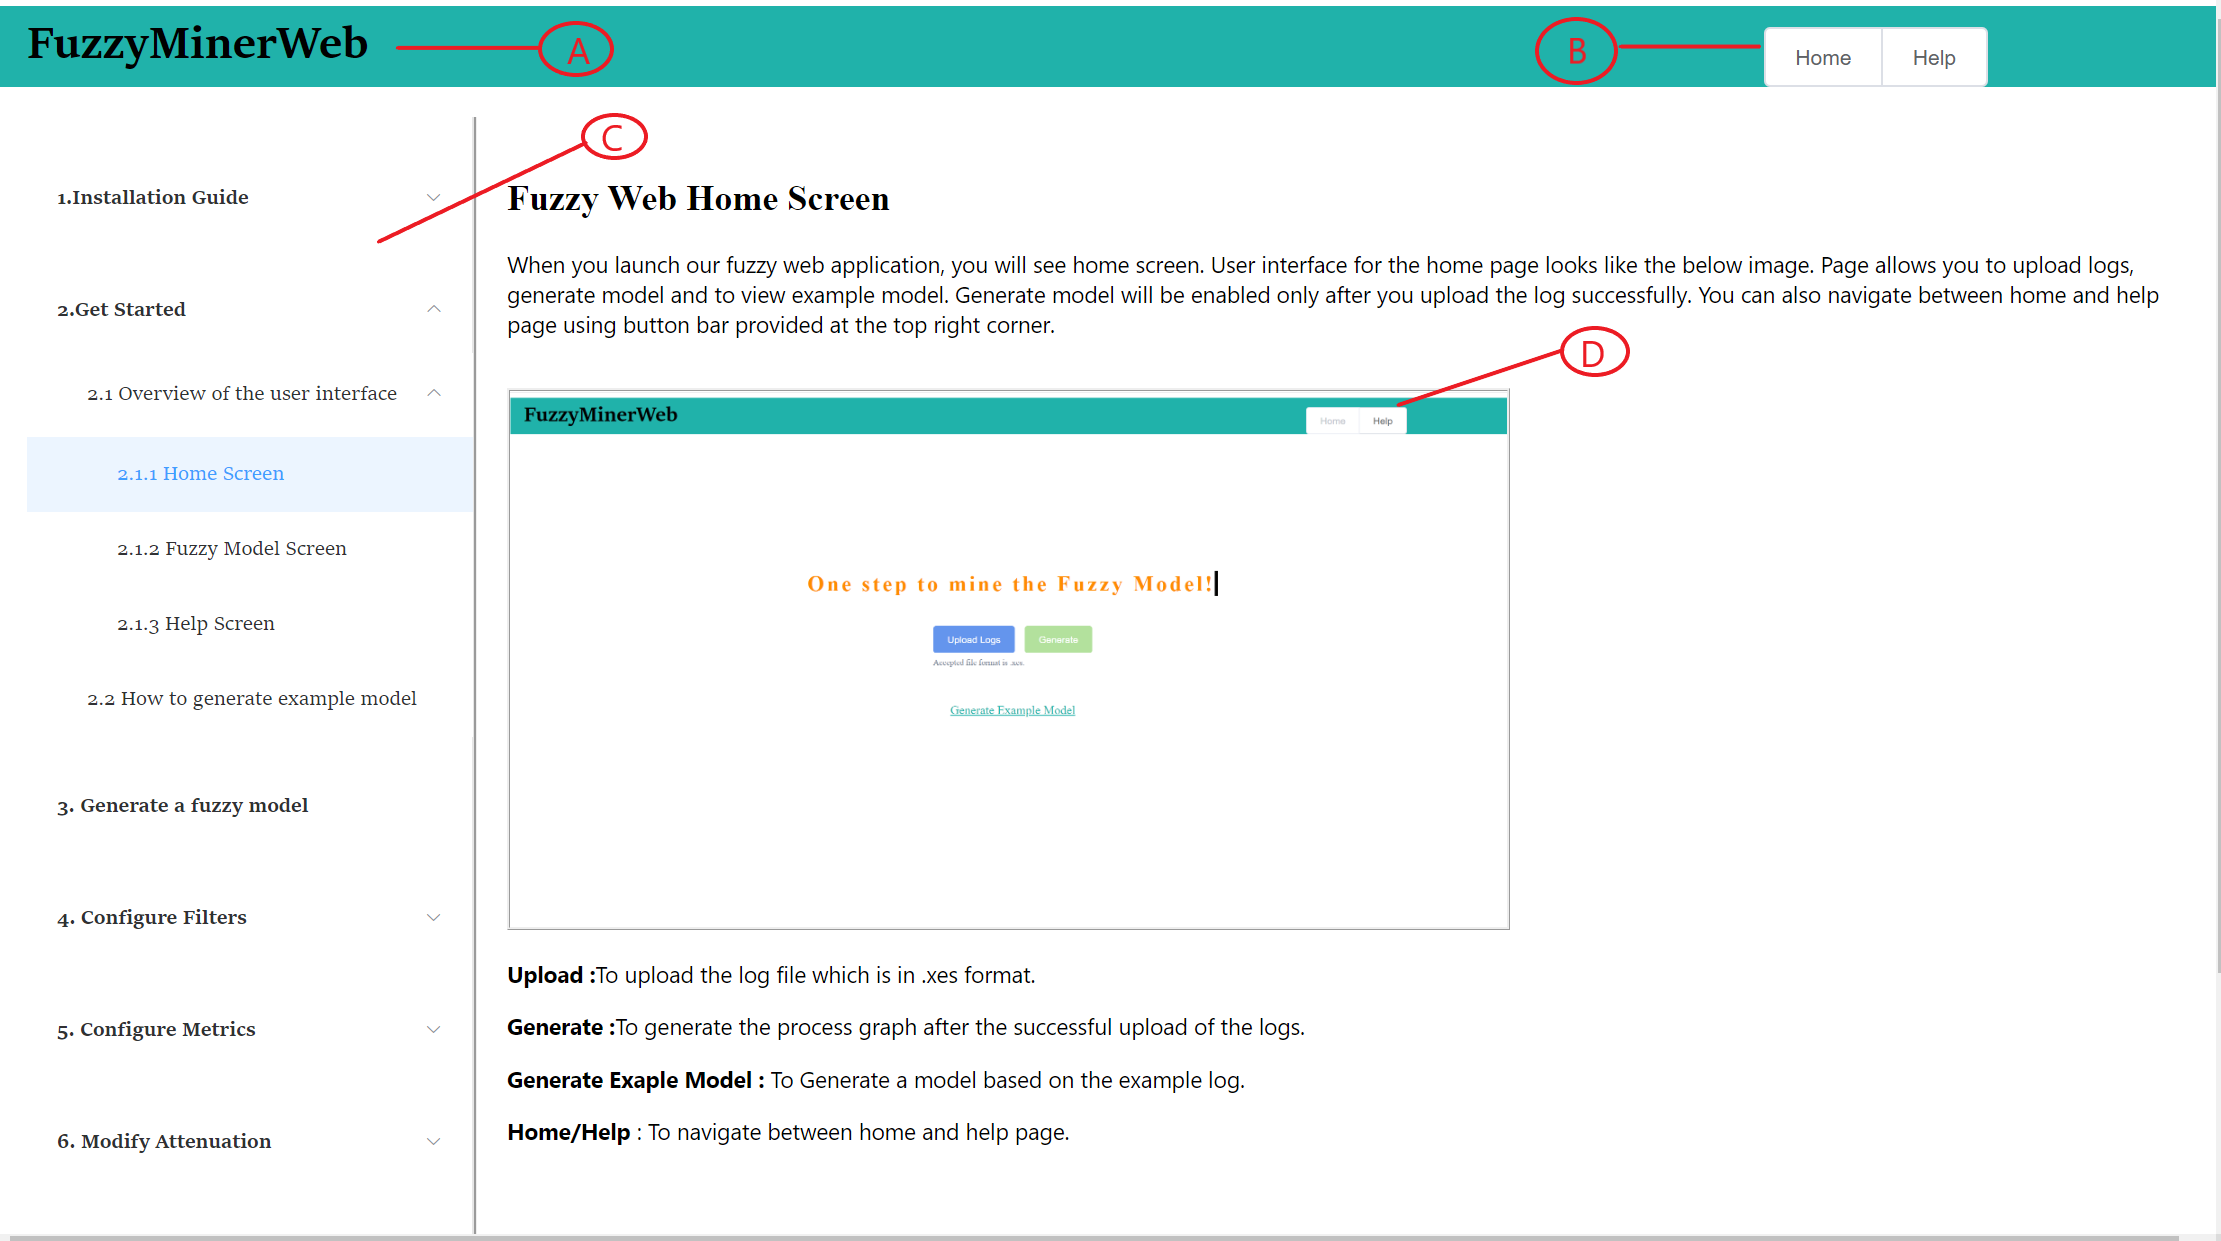 FuzzyMinerWeb
A
B
Home
Help
C
1.Installation Guide
2.Get Started
2.1 Overview of the user interface
2.1.1 Home Screen
2.1.2 Fuzzy Model Screen
2.1.3 Help Screen
2.2 How to generate example model
3. Generate a fuzzy model
4. Configure Filters
5. Configure Metrics
6. Modify Attenuation
Fuzzy Web Home Screen
When you launch our fuzzy web application, you will see home screen. User interface for the home page looks like the below image. Page allows you to upload logs,
generate model and to view example model. Generate model will be enabled only after you upload the log successfully. You can also navigate between home and help
page using button bar provided at the top right corner.
D
FuzzyMinerWeb
Home
Help
One step to mine the Fuzzy Model!
Upload Logs
Generate
Accepted file format is .xes.
Generate Example Model
Upload :To upload the log file which is in .xes format.
Generate :To generate the process graph after the successful upload of the logs.
Generate Exaple Model : To Generate a model based on the example log.
Home/Help : To navigate between home and help page.